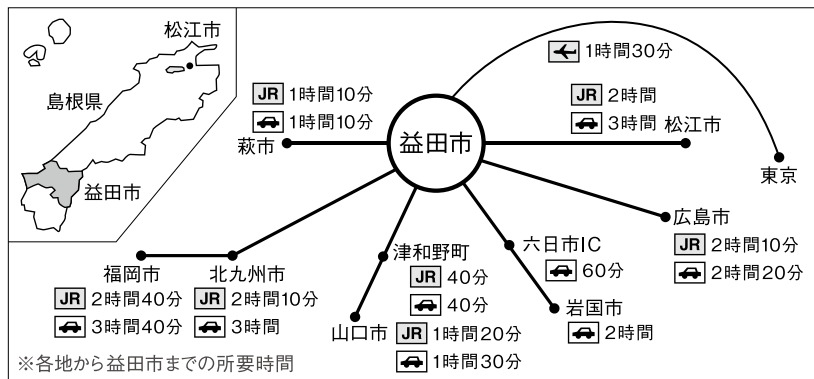 松江市
島根県
益田市
1時間30分
JR 1時間10分
1時間10分
萩市
益田市
JR 2時間
3時間
松江市
東京
広島市
JR 2時間10分
2時間20分
六日市IC
60分
岩国市
2時間
津和野町
JR 40分
40分
山口市
JR 1時間20分
1時間30分
北九州市
JR 2時間10分
3時間
福岡市
JR 2時間40分
3時間40分
※各地から益田市までの所要時間